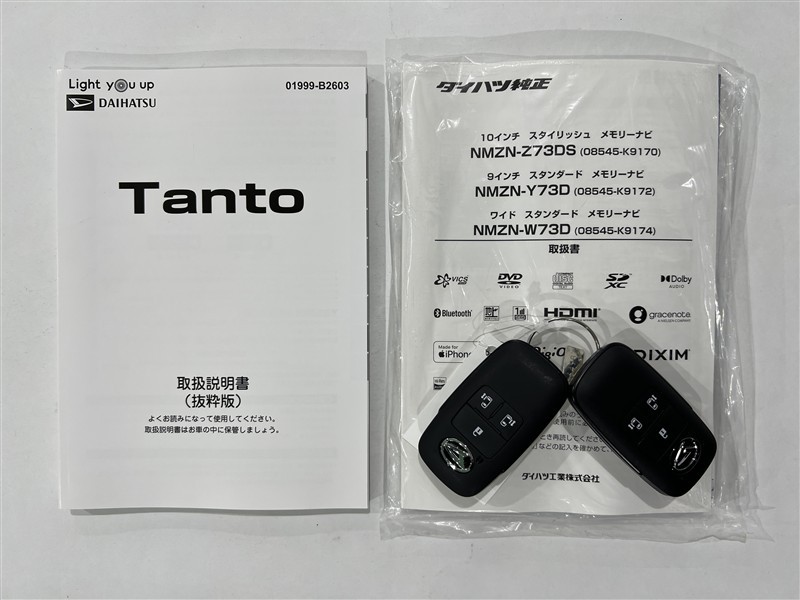 Light you up
DAIHATSU
01999-B2603
Tanto
取扱説明書
（抜粋版）
よくお読みになって使用してください。
取扱説明書はお車の中に保管しましょう。
ダイハツ純正
10インチ スタイリッシュ メモリーナビ
NMZN-Z73DS (08545-K9170)
9インチ スタンダード メモリーナビ
NMZN-Y73D (08545-K9172)
ワイド スタンダード メモリーナビ
NMZN-W73D (08545-K9174)
取扱書
VICS
DVD VIDEO
SD XC
Dolby AUDIO
Bluetooth
HDMI
gracenote
Made for
iPhone
DIXIM
ダイハツ工業株式会社